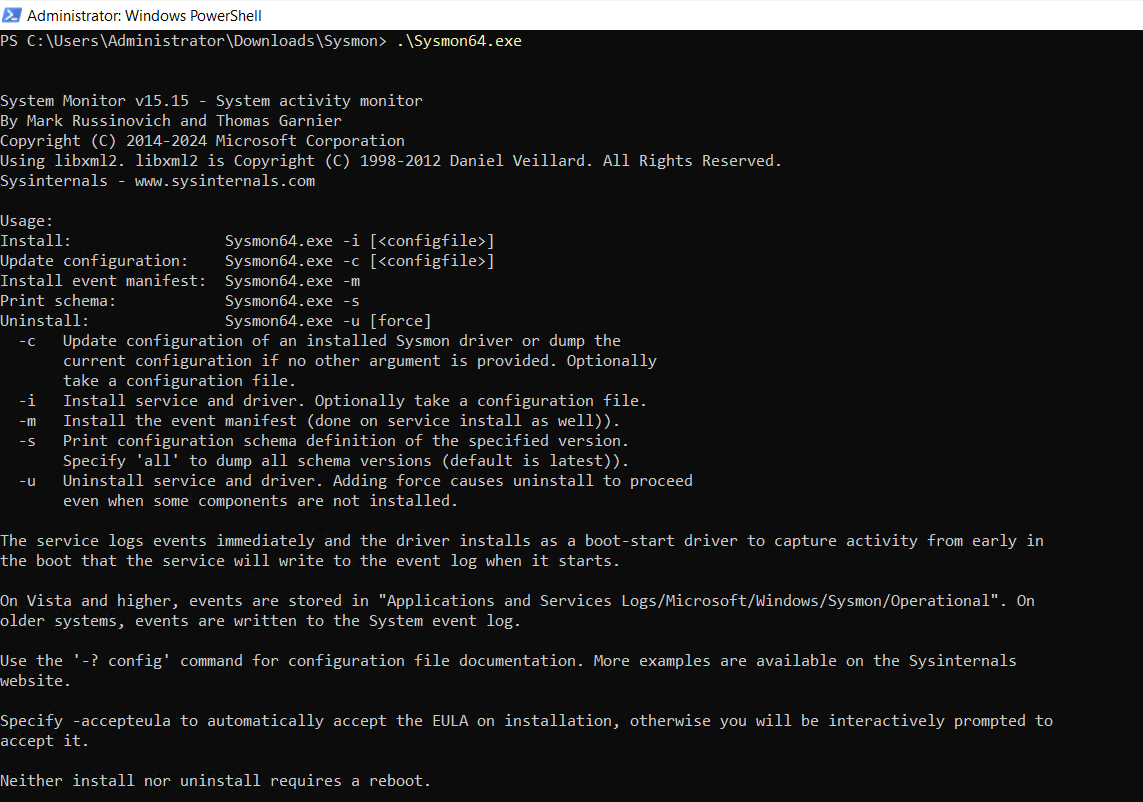 Administrator: Windows PowerShell
PS C:\Users\Administrator\Downloads\Sysmon> .\Sysmon64.exe
System Monitor v15.15 - System activity monitor
By Mark Russinovich and Thomas Garnier
Copyright (C) 2014-2024 Microsoft Corporation
Using libxml2. libxml2 is Copyright (C) 1998-2012 Daniel Veillard. All Rights Reserved.
Sysinternals - www.sysinternals.com
Usage:
Install:                 Sysmon64.exe -i [<configfile>]
Update configuration:    Sysmon64.exe -c [<configfile>]
Install event manifest:  Sysmon64.exe -m
Print schema:            Sysmon64.exe -s
Uninstall:               Sysmon64.exe -u [force]
  -c   Update configuration of an installed Sysmon driver or dump the
       current configuration if no other argument is provided. Optionally
       take a configuration file.
  -i   Install service and driver. Optionally take a configuration file.
  -m   Install the event manifest (done on service install as well)).
  -s   Print configuration schema definition of the specified version.
       Specify 'all' to dump all schema versions (default is latest)).
  -u   Uninstall service and driver. Adding force causes uninstall to proceed
       even when some components are not installed.
The service logs events immediately and the driver installs as a boot-start driver to capture activity from early in
the boot that the service will write to the event log when it starts.
On Vista and higher, events are stored in "Applications and Services Logs/Microsoft/Windows/Sysmon/Operational". On
older systems, events are written to the System event log.
Use the '-? config' command for configuration file documentation. More examples are available on the Sysinternals
website.
Specify -accepteula to automatically accept the EULA on installation, otherwise you will be interactively prompted to
accept it.
Neither install nor uninstall requires a reboot.